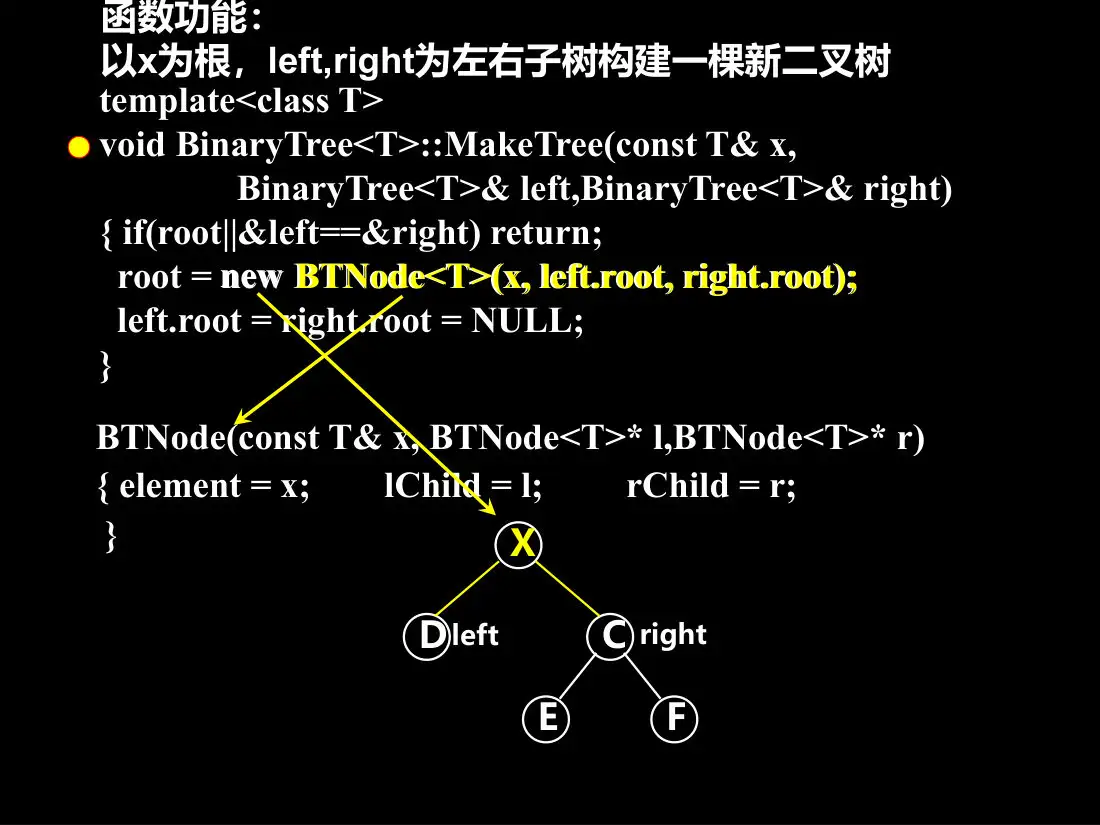 函数功能：
以x为根，left,right为左右子树构建一棵新二叉树
template<class T>
void BinaryTree<T>::MakeTree(const T& x,
BinaryTree<T>& left,BinaryTree<T>& right)
{ if(root||&left==&right) return;
root = new BTNode<T>(x, left.root, right.root);
left.root = right.root = NULL;
}
BTNode(const T& x, BTNode<T>* l,BTNode<T>* r)
{ element = x; lChild = l; rChild = r;
}
X
D left C right
E F